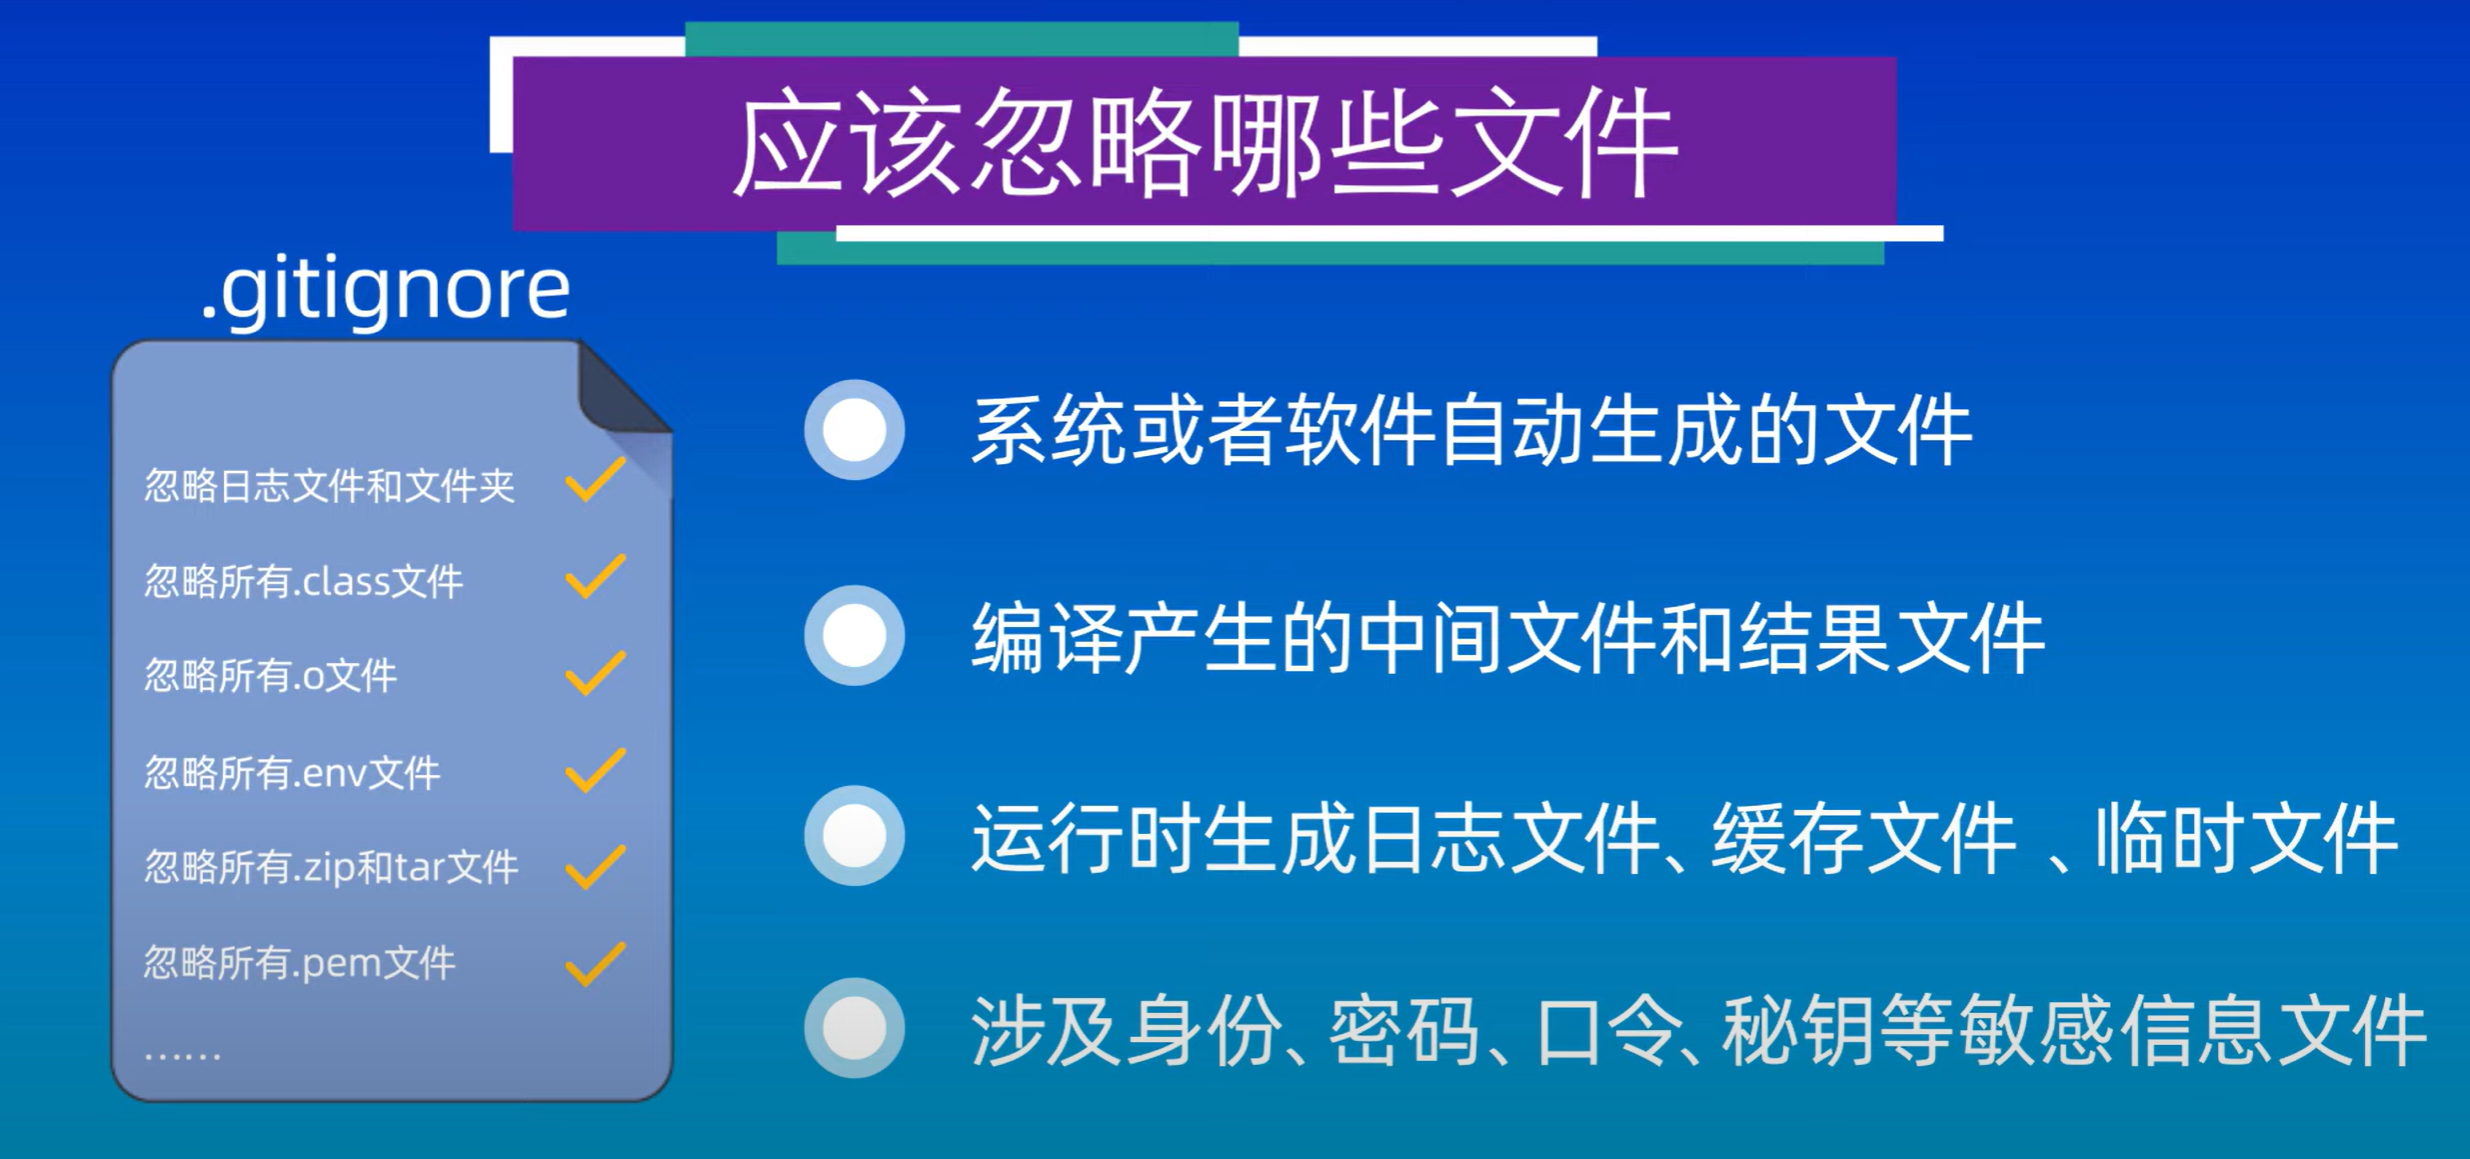 应该忽略哪些文件
.gitignore
忽略日志文件和文件夹
忽略所有.class文件
忽略所有.o文件
忽略所有.env文件
忽略所有.zip和tar文件
忽略所有.pem文件
……
系统或者软件自动生成的文件
编译产生的中间文件和结果文件
运行时生成日志文件、缓存文件 、临时文件
涉及身份、密码、口令、秘钥等敏感信息文件